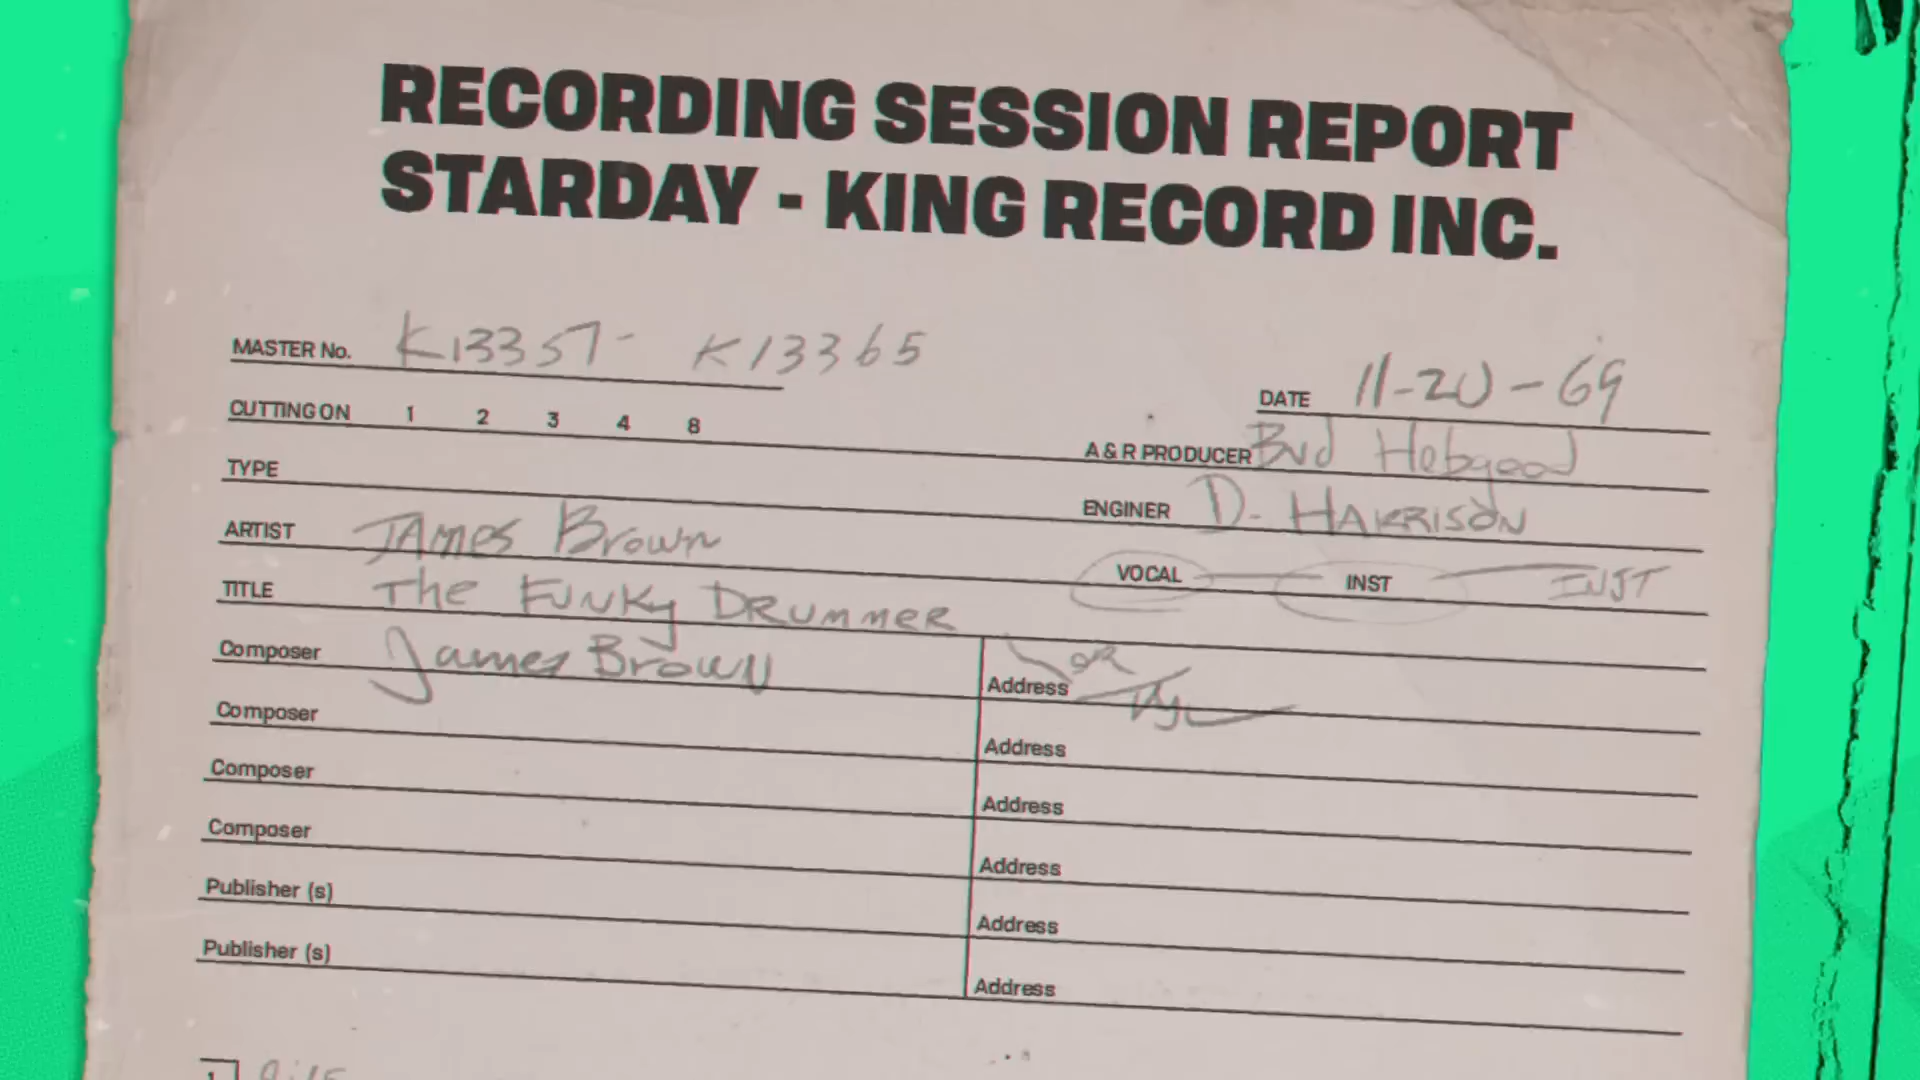 RECORDING SESSION REPORT
STARDAY - KING RECORD INC.
MASTER No. K13357- K13365
DATE 11-20-69
CUTTING ON 1 2 3 4 8
A & R PRODUCER Bud Hobgood
TYPE
ENGINER D. HARRISON
ARTIST JAMES BROWN
VOCAL INST INST
TITLE THE FUNKY DRUMMER
Composer James Brown
Address
Composer
Address
Composer
Address
Composer
Address
Publisher (s)
Address
Publisher (s)
Address